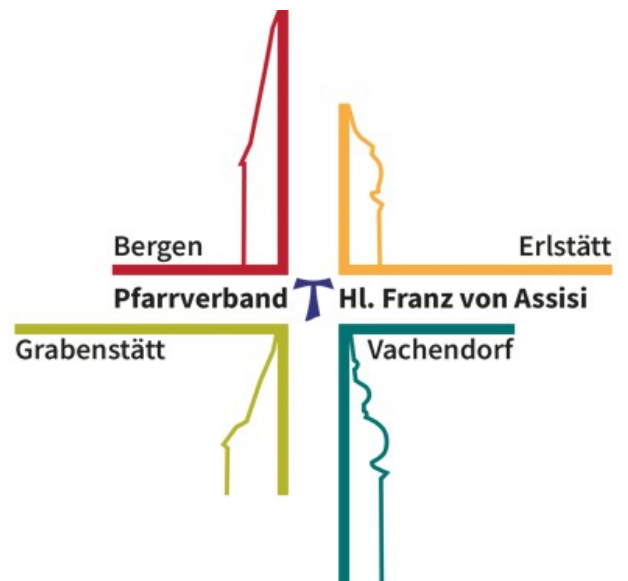 Bergen
Erlstätt
Pfarrverband Hl. Franz von Assisi
Grabenstätt
Vachendorf